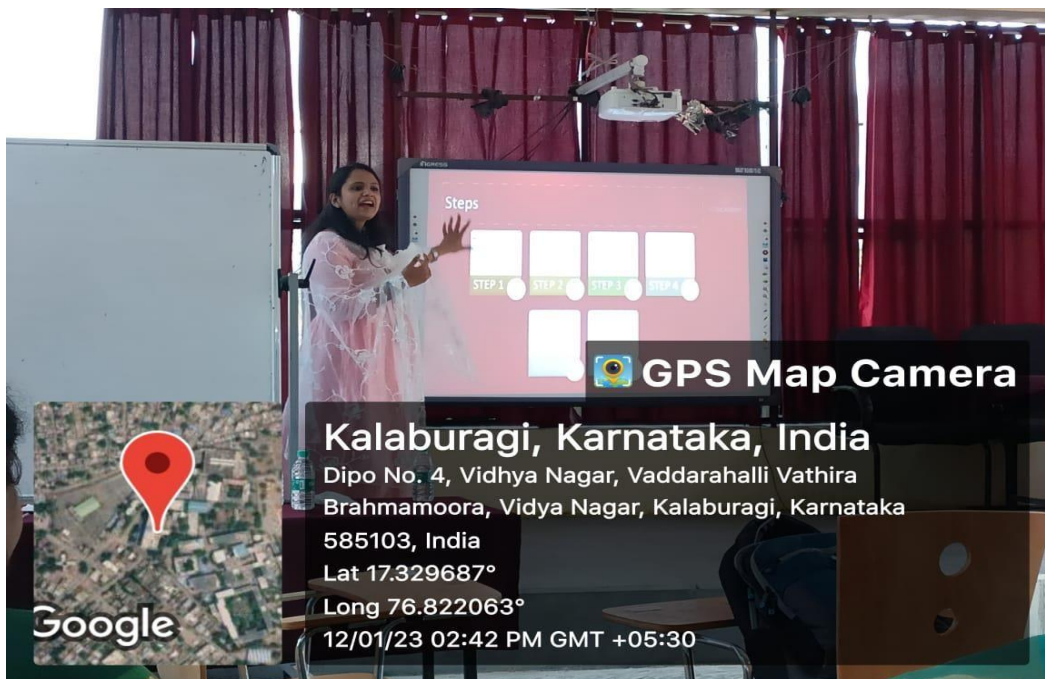 Steps
STEP 1
STEP 2
STEP 3
STEP 4
GPS Map Camera
Kalaburagi, Karnataka, India
Dipo No. 4, Vidhya Nagar, Vaddarahalli Vathira
Brahmamoora, Vidya Nagar, Kalaburagi, Karnataka
585103, India
Lat 17.329687°
Long 76.822063°
12/01/23 02:42 PM GMT +05:30
Google